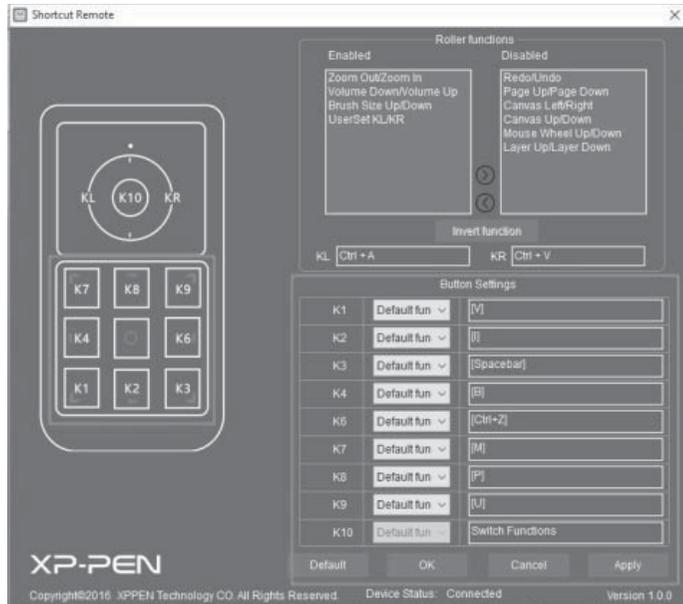 Shortcut Remote
Roller functions
Enabled Disabled
Zoom Out/Zoom In
Volume Down/Volume Up
Brush Size Up/Down
UserSet KL/KR
Redo/Undo
Page Up/Page Down
Canvas Left/Right
Canvas Up/Down
Mouse Wheel Up/Down
Layer Up/Layer Down
Invert function
KL Ctrl + A KR Ctrl + V
KL K10 KR
K7 K8 K9
K4 K6
K1 K2 K3
Button Settings
K1 Default fun [V]
K2 Default fun [I]
K3 Default fun [Spacebar]
K4 Default fun [B]
K6 Default fun [Ctrl+Z]
K7 Default fun [M]
K8 Default fun [P]
K9 Default fun [U]
K10 Default fun Switch Functions
XP-PEN
Default OK Cancel Apply
Copyright©2016 XPPEN Technology CO. All Rights Reserved. Device Status: Connected Version 1.0.0